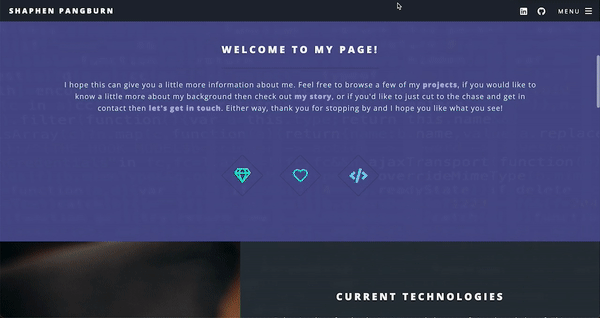 SHAPHEN PANGBURN
MENU
WELCOME TO MY PAGE!
I hope this can give you a little more information about me. Feel free to browse a few of my projects, if you would like to
know a little more about my background then check out my story, or if you'd like to just cut to the chase and get in
contact then let's get in touch. Either way, thank you for stopping by and I hope you like what you see!
CURRENT TECHNOLOGIES